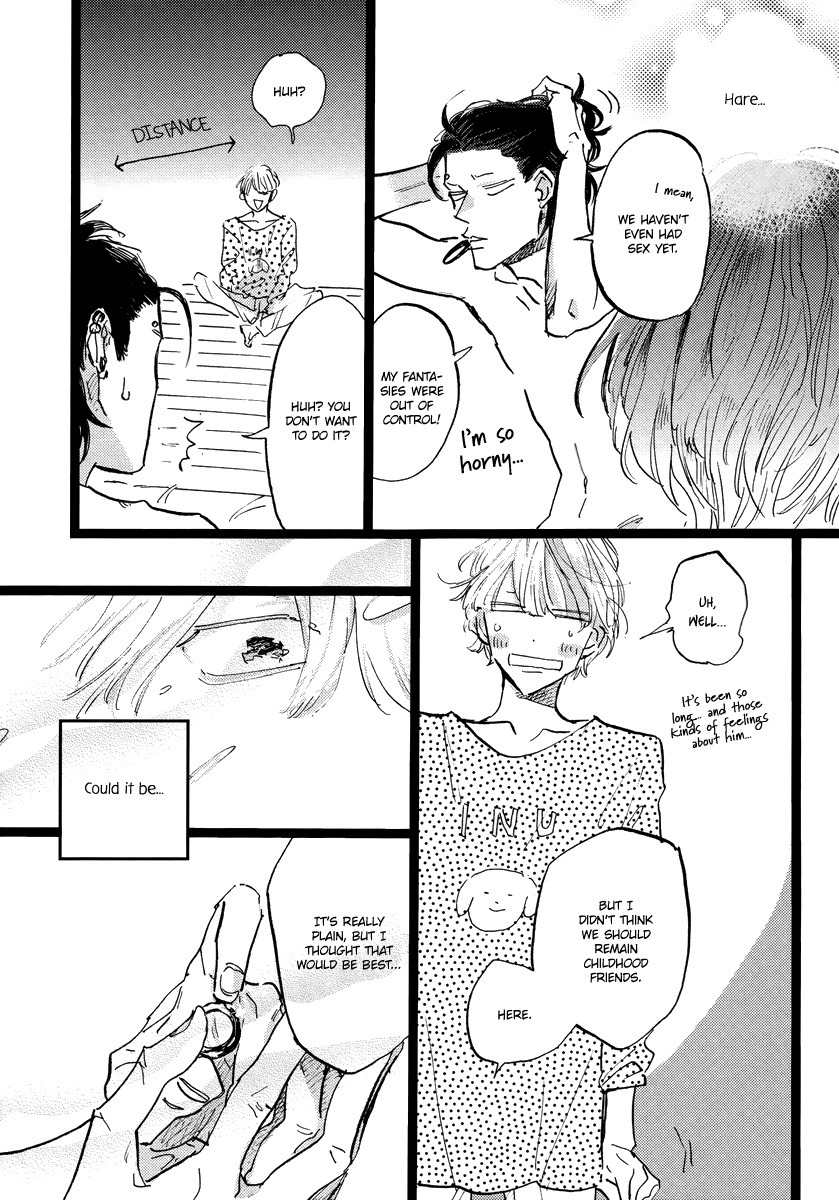 Hare...
I mean,
WE HAVEN'T
EVEN HAD
SEX YET.
MY FANTA-
SIES WERE
OUT OF
CONTROL!
I'm so
horny...
HUH?
DISTANCE
HUH? YOU
DON'T WANT
TO DO IT?
UH,
WELL...
It's been so
long... and those
kinds of feelings
about him...
INU
BUT I
DIDN'T THINK
WE SHOULD
REMAIN
CHILDHOOD
FRIENDS.
HERE.
Could it be...
IT'S REALLY
PLAIN, BUT I
THOUGHT THAT
WOULD BE BEST...